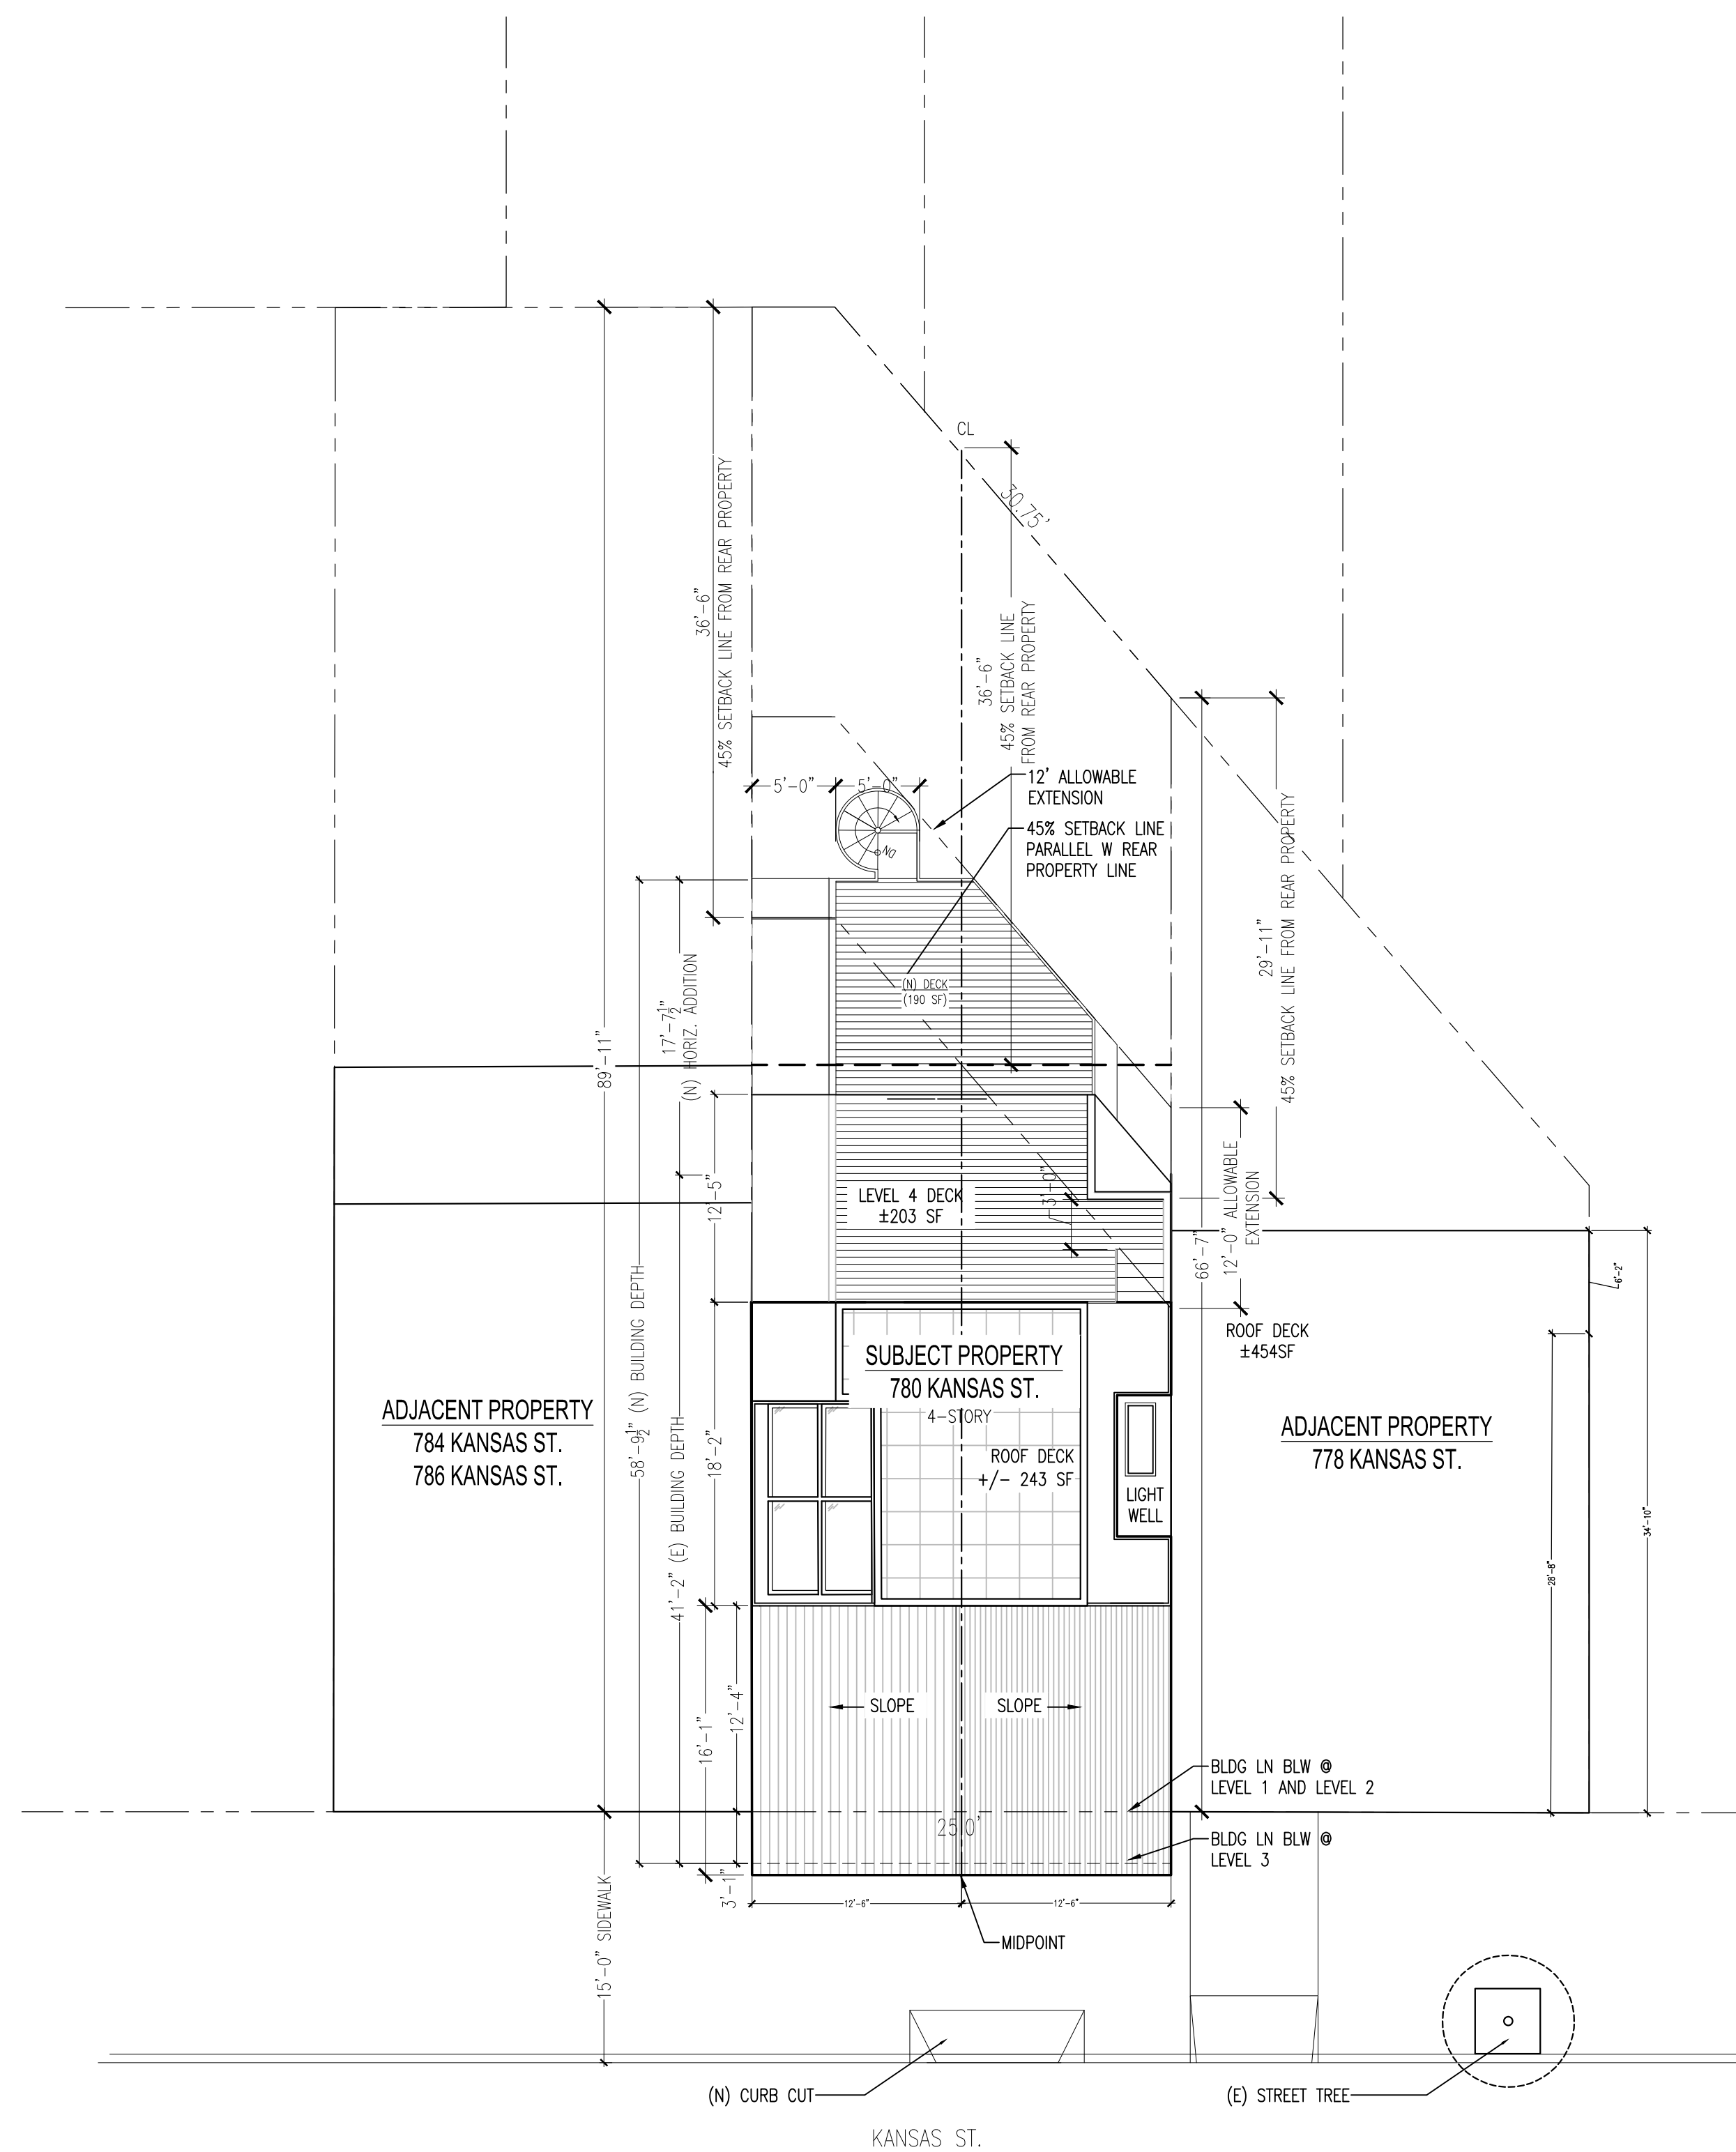 CL
30.75'
36'-6"
45% SETBACK LINE FROM REAR PROPERTY
36'-6"
45% SETBACK LINE
FROM REAR PROPERTY
12' ALLOWABLE
EXTENSION
5'-0"
5'-0"
45% SETBACK LINE
PARALLEL W REAR
PROPERTY LINE
DN
29'-11"
45% SETBACK LINE FROM REAR PROPERTY
(N) DECK
(190 SF)
17'-7½"
(N) HORIZ. ADDITION
89'-11"
12'-5"
3'-0"
LEVEL 4 DECK
±203 SF
12'-0" ALLOWABLE
EXTENSION
66'-7"
6'-2"
58'-9½" (N) BUILDING DEPTH
ROOF DECK
±454SF
SUBJECT PROPERTY
780 KANSAS ST.
4-STORY
ADJACENT PROPERTY
784 KANSAS ST.
786 KANSAS ST.
ADJACENT PROPERTY
778 KANSAS ST.
18'-2"
ROOF DECK
+/- 243 SF
LIGHT
WELL
41'-2" (E) BUILDING DEPTH
34'-10"
28'-8"
SLOPE
SLOPE
16'-1"
12'-4"
BLDG LN BLW @
LEVEL 1 AND LEVEL 2
25.0'
BLDG LN BLW @
LEVEL 3
3'-1"
12'-6"
12'-6"
MIDPOINT
15'-0" SIDEWALK
(N) CURB CUT
(E) STREET TREE
KANSAS ST.